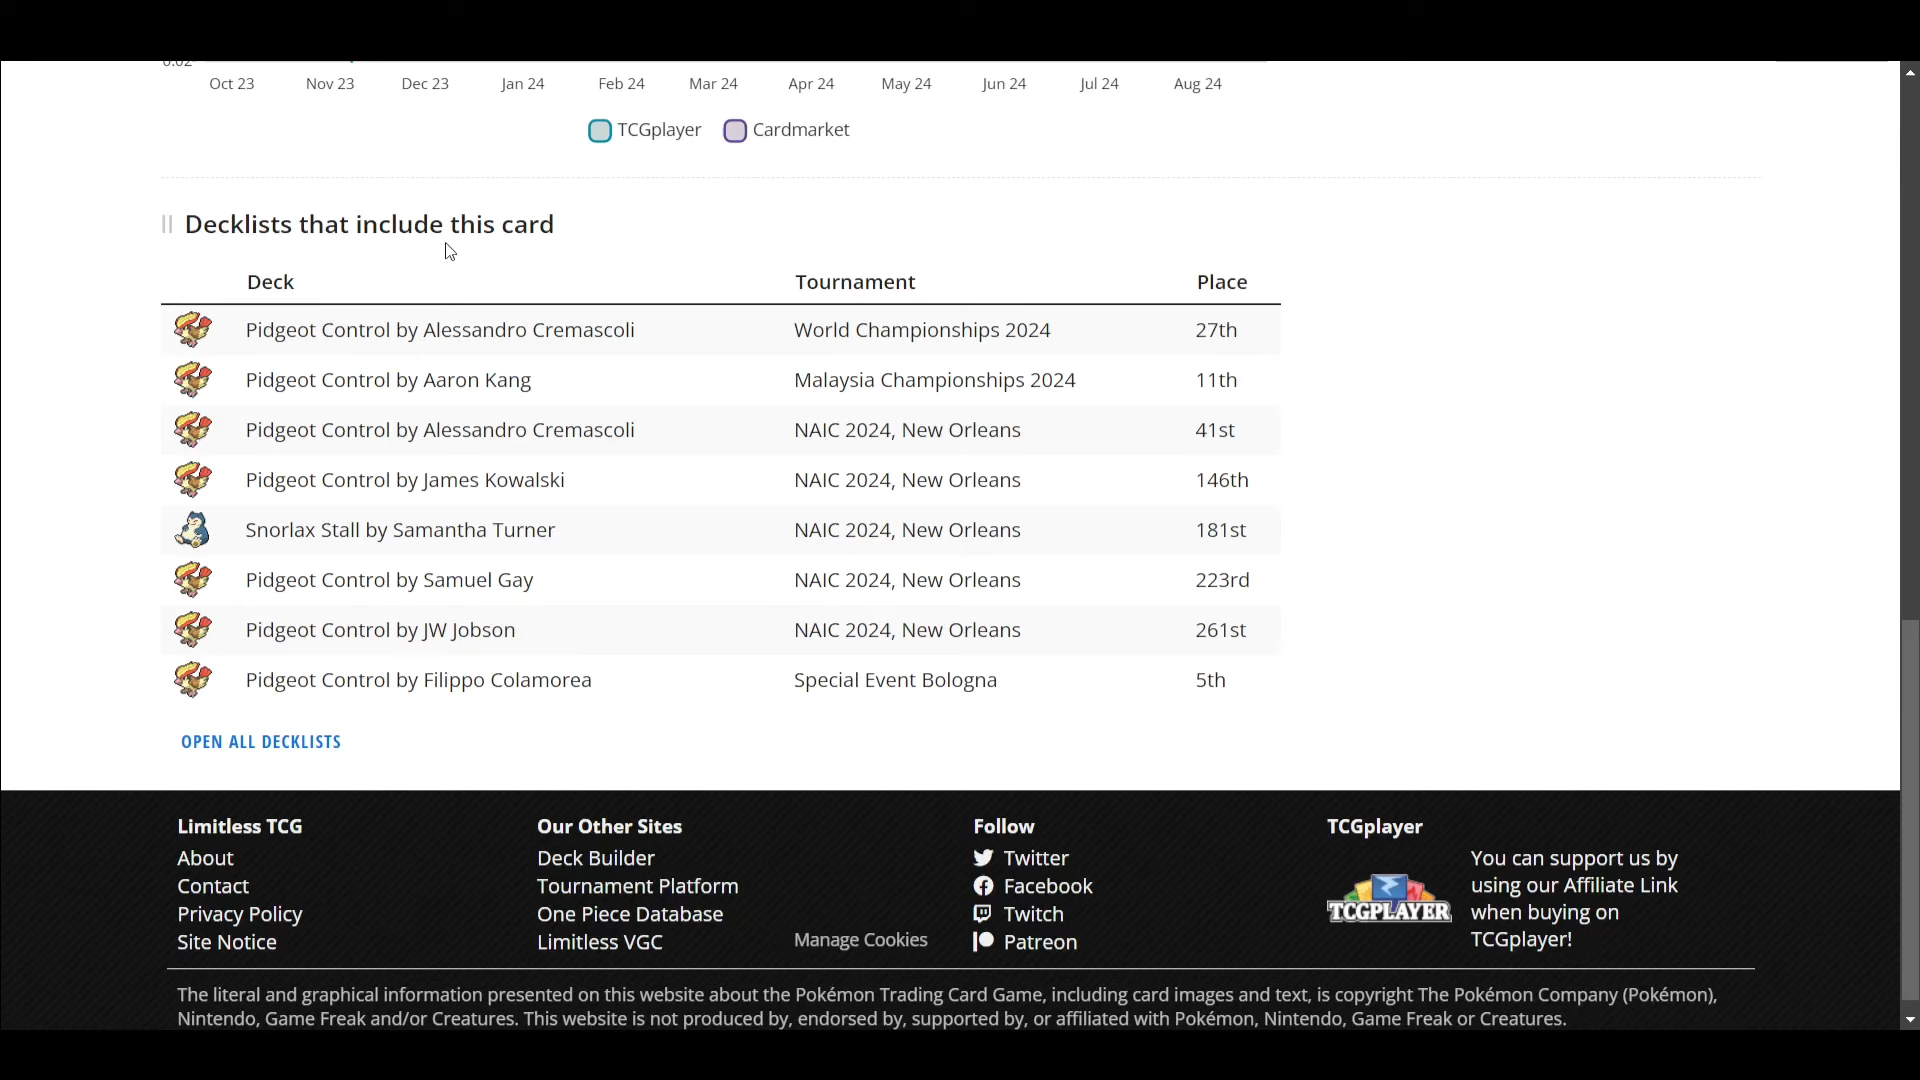 0.02
Oct 23 Nov 23 Dec 23 Jan 24 Feb 24 Mar 24 Apr 24 May 24 Jun 24 Jul 24 Aug 24
TCGplayer Cardmarket
Decklists that include this card
Deck Tournament Place
Pidgeot Control by Alessandro Cremascoli World Championships 2024 27th
Pidgeot Control by Aaron Kang Malaysia Championships 2024 11th
Pidgeot Control by Alessandro Cremascoli NAIC 2024, New Orleans 41st
Pidgeot Control by James Kowalski NAIC 2024, New Orleans 146th
Snorlax Stall by Samantha Turner NAIC 2024, New Orleans 181st
Pidgeot Control by Samuel Gay NAIC 2024, New Orleans 223rd
Pidgeot Control by JW Jobson NAIC 2024, New Orleans 261st
Pidgeot Control by Filippo Colamorea Special Event Bologna 5th
OPEN ALL DECKLISTS
Limitless TCG
About
Contact
Privacy Policy
Site Notice
Our Other Sites
Deck Builder
Tournament Platform
One Piece Database
Limitless VGC
Manage Cookies
Follow
Twitter
Facebook
Twitch
Patreon
TCGplayer
TCGPLAYER
You can support us by
using our Affiliate Link
when buying on
TCGplayer!
The literal and graphical information presented on this website about the Pokémon Trading Card Game, including card images and text, is copyright The Pokémon Company (Pokémon),
Nintendo, Game Freak and/or Creatures. This website is not produced by, endorsed by, supported by, or affiliated with Pokémon, Nintendo, Game Freak or Creatures.